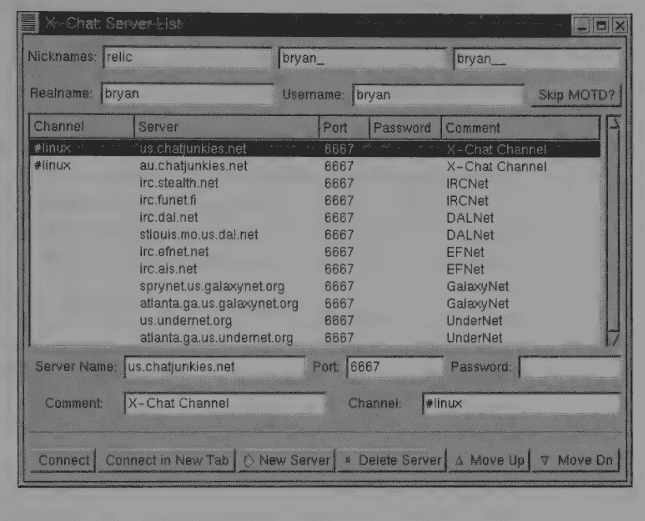 X-Chat: Server List
Nicknames: relic bryan_ bryan__
Realname: bryan Username: bryan Skip MOTD?
Channel Server Port Password Comment
#linux us.chatjunkies.net 6667 X-Chat Channel
#linux au.chatjunkies.net 6667 X-Chat Channel
irc.stealth.net 6667 IRCNet
irc.funet.fi 6667 IRCNet
irc.dal.net 6667 DALNet
stlouis.mo.us.dal.net 6667 DALNet
irc.efnet.net 6667 EFNet
irc.ais.net 6667 EFNet
sprynet.us.galaxynet.org 6667 GalaxyNet
atlanta.ga.us.galaxynet.org 6667 GalaxyNet
us.undernet.org 6667 UnderNet
atlanta.ga.us.undernet.org 6667 UnderNet
Server Name: us.chatjunkies.net Port: 6667 Password:
Comment: X-Chat Channel Channel: #linux
Connect Connect in New Tab New Server Delete Server Move Up Move Dn